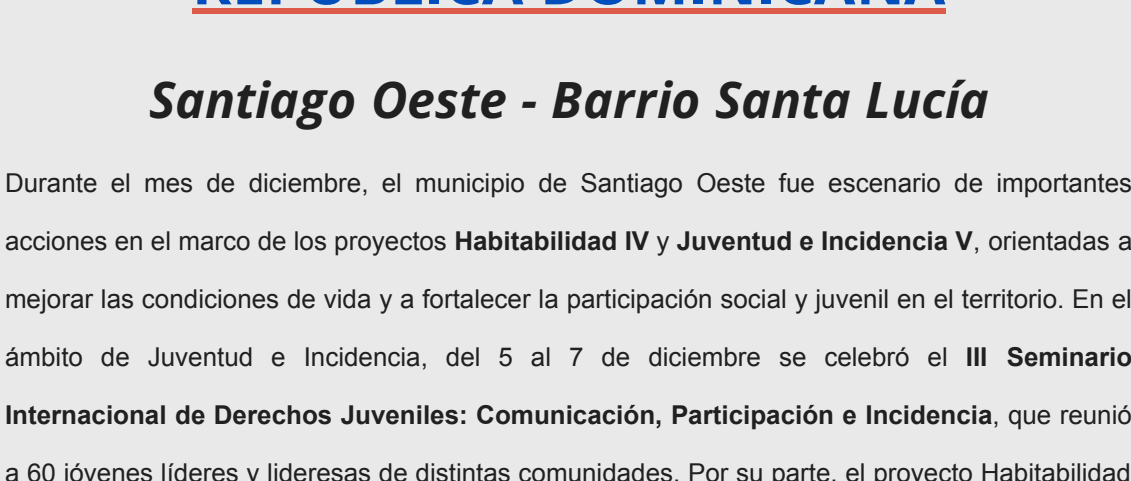 REPÚBLICA DOMINICANA
Santiago Oeste - Barrio Santa Lucía
Durante el mes de diciembre, el municipio de Santiago Oeste fue escenario de importantes
acciones en el marco de los proyectos Habitabilidad IV y Juventud e Incidencia V, orientadas a
mejorar las condiciones de vida y a fortalecer la participación social y juvenil en el territorio. En el
ámbito de Juventud e Incidencia, del 5 al 7 de diciembre se celebró el III Seminario
Internacional de Derechos Juveniles: Comunicación, Participación e Incidencia, que reunió
a 60 jóvenes líderes y lideresas de distintas comunidades. Por su parte, el proyecto Habitabilidad